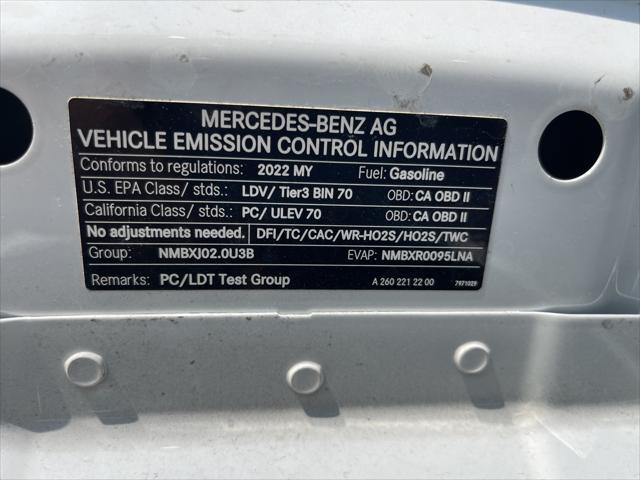 MERCEDES-BENZ AG
VEHICLE EMISSION CONTROL INFORMATION
Conforms to regulations: 2022 MY Fuel: Gasoline
U.S. EPA Class/ stds.: LDV/ Tier3 BIN 70 OBD: CA OBD II
California Class/ stds.: PC/ ULEV 70 OBD: CA OBD II
No adjustments needed. DFI/TC/CAC/WR-HO2S/HO2S/TWC
Group: NMBXJ02.0U3B EVAP: NMBXR0095LNA
Remarks: PC/LDT Test Group A 260 221 22 00 7971029